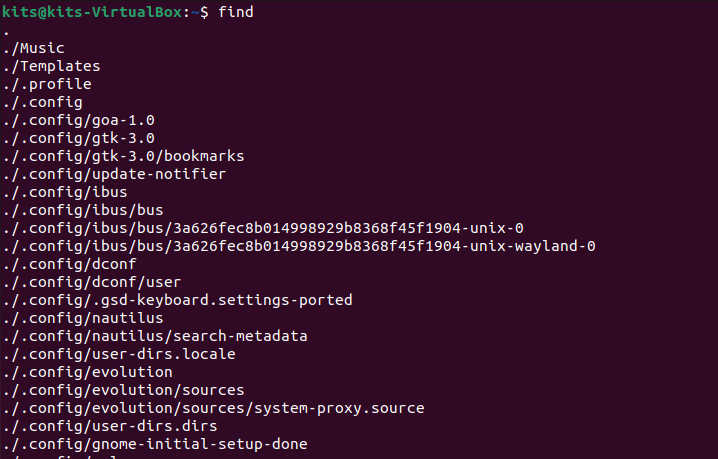 kits@kits-VirtualBox:~$ find
.
./Music
./Templates
./.profile
./.config
./.config/goa-1.0
./.config/gtk-3.0
./.config/gtk-3.0/bookmarks
./.config/update-notifier
./.config/ibus
./.config/ibus/bus
./.config/ibus/bus/3a626fec8b014998929b8368f45f1904-unix-0
./.config/ibus/bus/3a626fec8b014998929b8368f45f1904-unix-wayland-0
./.config/dconf
./.config/dconf/user
./.config/.gsd-keyboard.settings-ported
./.config/nautilus
./.config/nautilus/search-metadata
./.config/user-dirs.locale
./.config/evolution
./.config/evolution/sources
./.config/evolution/sources/system-proxy.source
./.config/user-dirs.dirs
./.config/gnome-initial-setup-done